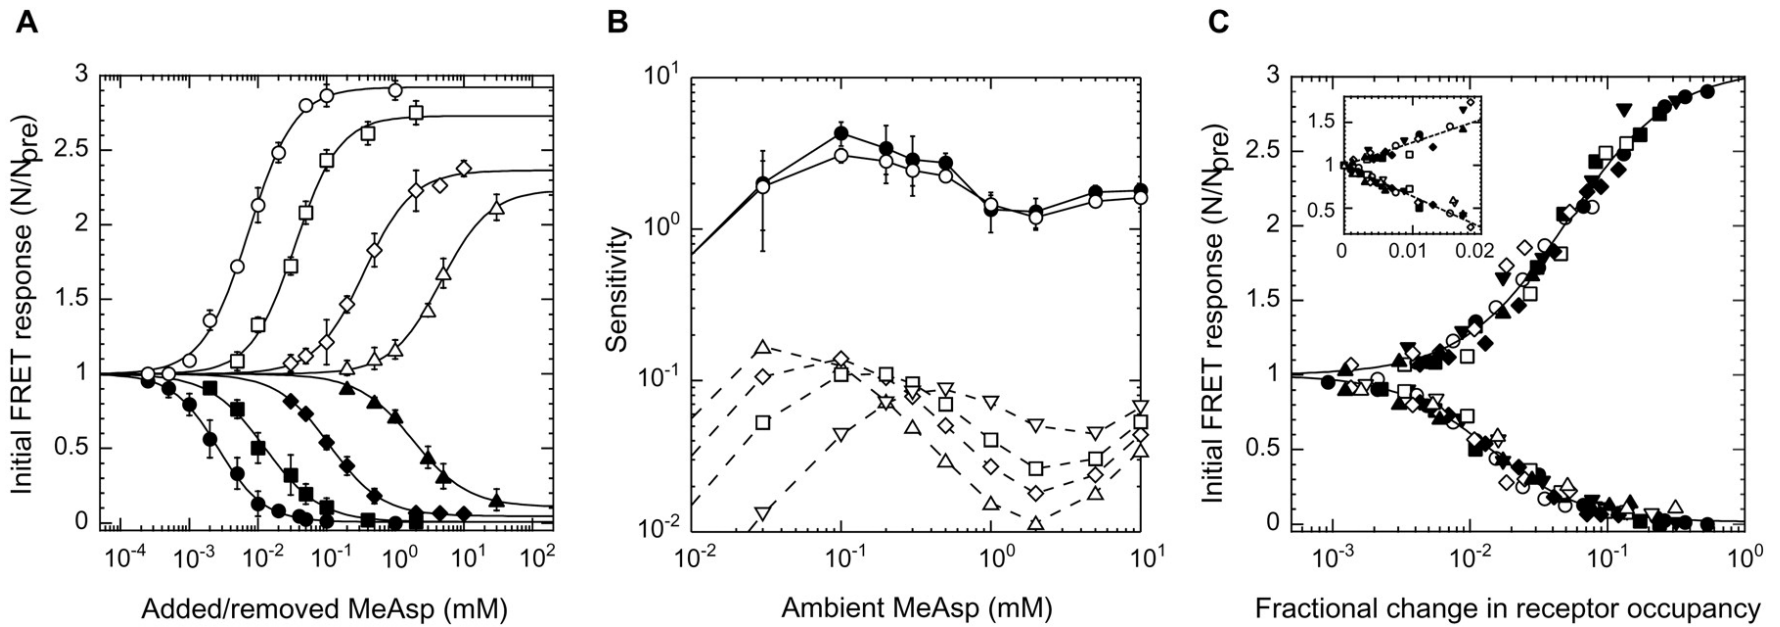 A
Initial FRET response (N/Npre)
3
2.5
2
1.5
1
0.5
0
10-4 10-3 10-2 10-1 100 101 102
Added/removed MeAsp (mM)
B
Sensitivity
101
100
10-1
10-2
10-2 10-1 100 101
Ambient MeAsp (mM)
C
Initial FRET response (N/Npre)
3
2.5
2
1.5
1
0.5
0
10-3 10-2 10-1 100
Fractional change in receptor occupancy
1.5
1
0.5
0 0.01 0.02